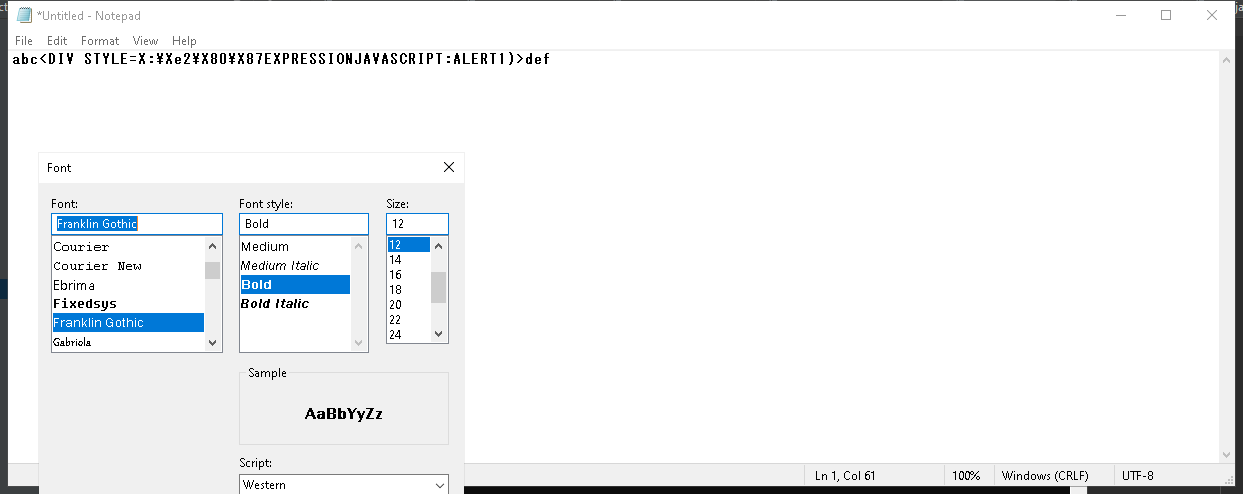 *Untitled - Notepad
File Edit Format View Help
abc<DIV STYLE=X:¥Xe2¥X80¥X87EXPRESSIONJAVASCRIPT:ALERT1)>def
Font
Font: Font style: Size:
Franklin Gothic Bold 12
Courier Medium 12
Courier New Medium Italic 14
Ebrima Bold 16
Fixedsys Bold Italic 18
Franklin Gothic 20
Gabriola 22
24
Sample
AaBbYyZz
Script:
Western
Ln 1, Col 61 100% Windows (CRLF) UTF-8